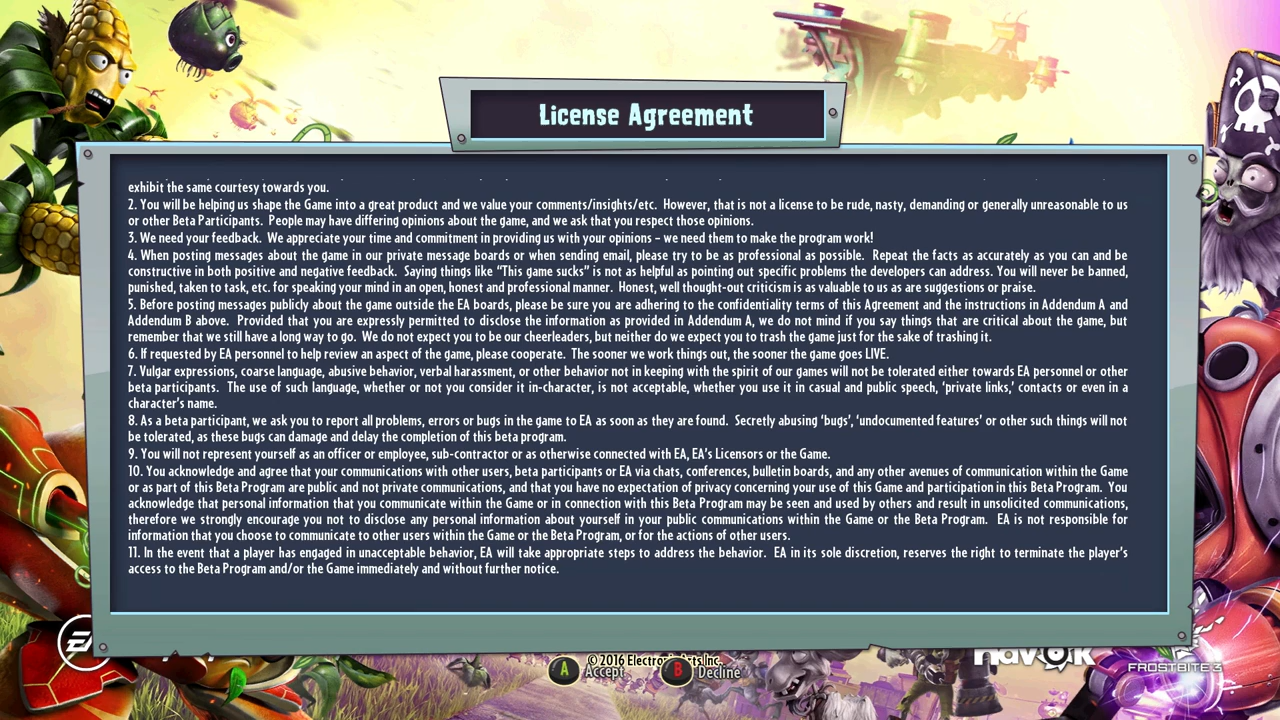 License Agreement
exhibit the same courtesy towards you.
2. You will be helping us shape the Game into a great product and we value your comments/insights/etc. However, that is not a license to be rude, nasty, demanding or generally unreasonable to us
or other Beta Participants. People may have differing opinions about the game, and we ask that you respect those opinions.
3. We need your feedback. We appreciate your time and commitment in providing us with your opinions – we need them to make the program work!
4. When posting messages about the game in our private message boards or when sending email, please try to be as professional as possible. Repeat the facts as accurately as you can and be
constructive in both positive and negative feedback. Saying things like “This game sucks” is not as helpful as pointing out specific problems the developers can address. You will never be banned,
punished, taken to task, etc. for speaking your mind in an open, honest and professional manner. Honest, well thought-out criticism is as valuable to us as are suggestions or praise.
5. Before posting messages publicly about the game outside the EA boards, please be sure you are adhering to the confidentiality terms of this Agreement and the instructions in Addendum A and
Addendum B above. Provided that you are expressly permitted to disclose the information as provided in Addendum A, we do not mind if you say things that are critical about the game, but
remember that we still have a long way to go. We do not expect you to be our cheerleaders, but neither do we expect you to trash the game just for the sake of trashing it.
6. If requested by EA personnel to help review an aspect of the game, please cooperate. The sooner we work things out, the sooner the game goes LIVE.
7. Vulgar expressions, coarse language, abusive behavior, verbal harassment, or other behavior not in keeping with the spirit of our games will not be tolerated either towards EA personnel or other
beta participants. The use of such language, whether or not you consider it in-character, is not acceptable, whether you use it in casual and public speech, ‘private links,’ contacts or even in a
character’s name.
8. As a beta participant, we ask you to report all problems, errors or bugs in the game to EA as soon as they are found. Secretly abusing ‘bugs’, ‘undocumented features’ or other such things will not
be tolerated, as these bugs can damage and delay the completion of this beta program.
9. You will not represent yourself as an officer or employee, sub-contractor or as otherwise connected with EA, EA’s Licensors or the Game.
10. You acknowledge and agree that your communications with other users, beta participants or EA via chats, conferences, bulletin boards, and any other avenues of communication within the Game
or as part of this Beta Program are public and not private communications, and that you have no expectation of privacy concerning your use of this Game and participation in this Beta Program. You
acknowledge that personal information that you communicate within the Game or in connection with this Beta Program may be seen and used by others and result in unsolicited communications,
therefore we strongly encourage you not to disclose any personal information about yourself in your public communications within the Game or the Beta Program. EA is not responsible for
information that you choose to communicate to other users within the Game or the Beta Program, or for the actions of other users.
11. In the event that a player has engaged in unacceptable behavior, EA will take appropriate steps to address the behavior. EA in its sole discretion, reserves the right to terminate the player’s
access to the Beta Program and/or the Game immediately and without further notice.
EA
© 2016 Electronic Arts Inc.
A Accept B Decline
havok
FROSTBITE 3